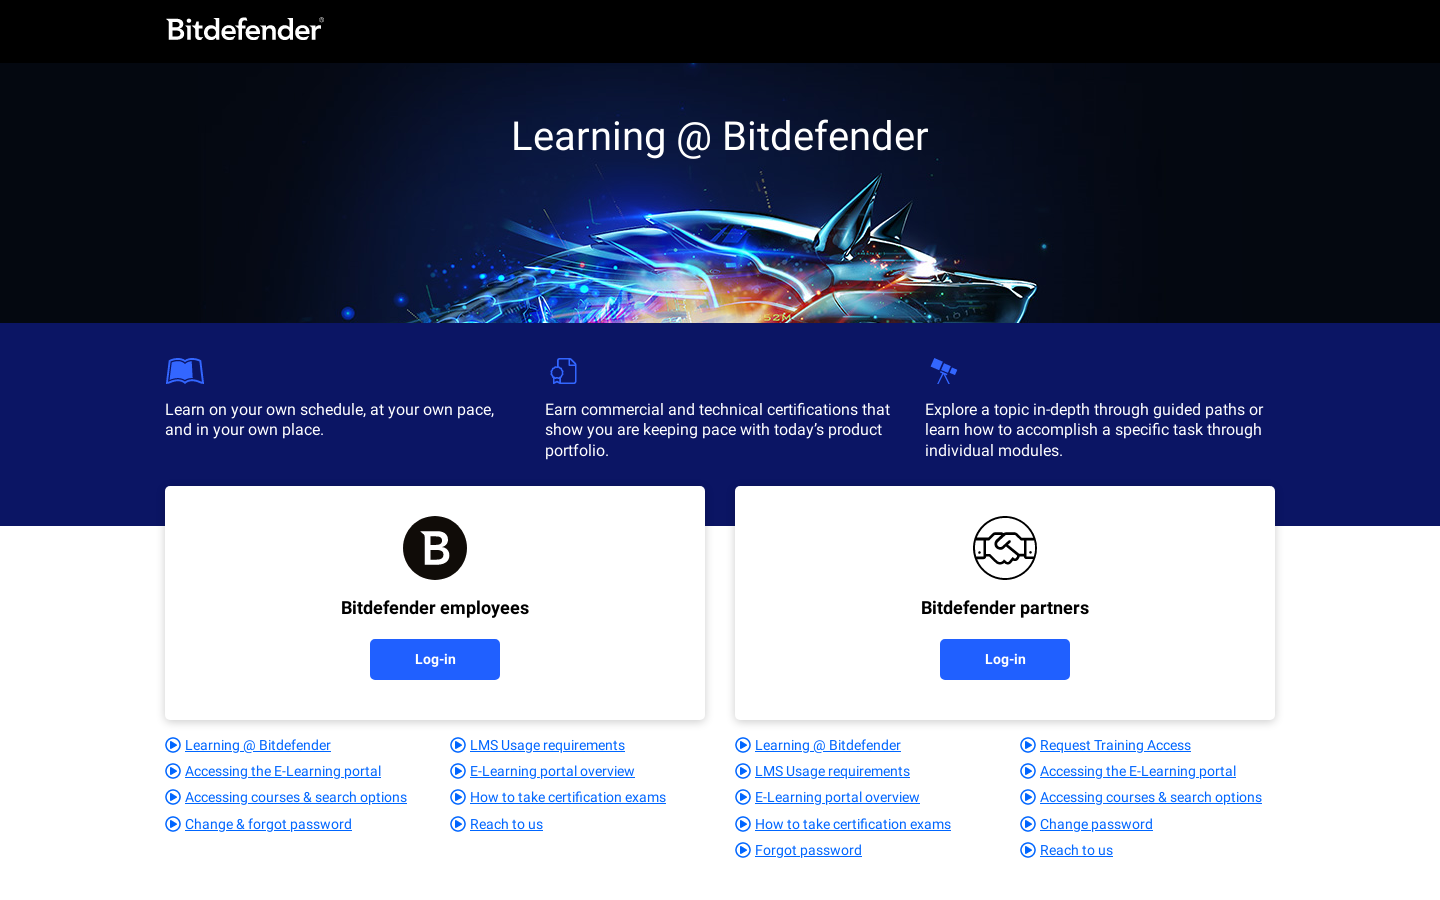 Bitdefender®
Learning @ Bitdefender
Learn on your own schedule, at your own pace,
and in your own place.
Earn commercial and technical certifications that
show you are keeping pace with today’s product
portfolio.
Explore a topic in-depth through guided paths or
learn how to accomplish a specific task through
individual modules.
B
Bitdefender employees
Log-in
Bitdefender partners
Log-in
Learning @ Bitdefender
Accessing the E-Learning portal
Accessing courses & search options
Change & forgot password
LMS Usage requirements
E-Learning portal overview
How to take certification exams
Reach to us
Learning @ Bitdefender
LMS Usage requirements
E-Learning portal overview
How to take certification exams
Forgot password
Request Training Access
Accessing the E-Learning portal
Accessing courses & search options
Change password
Reach to us